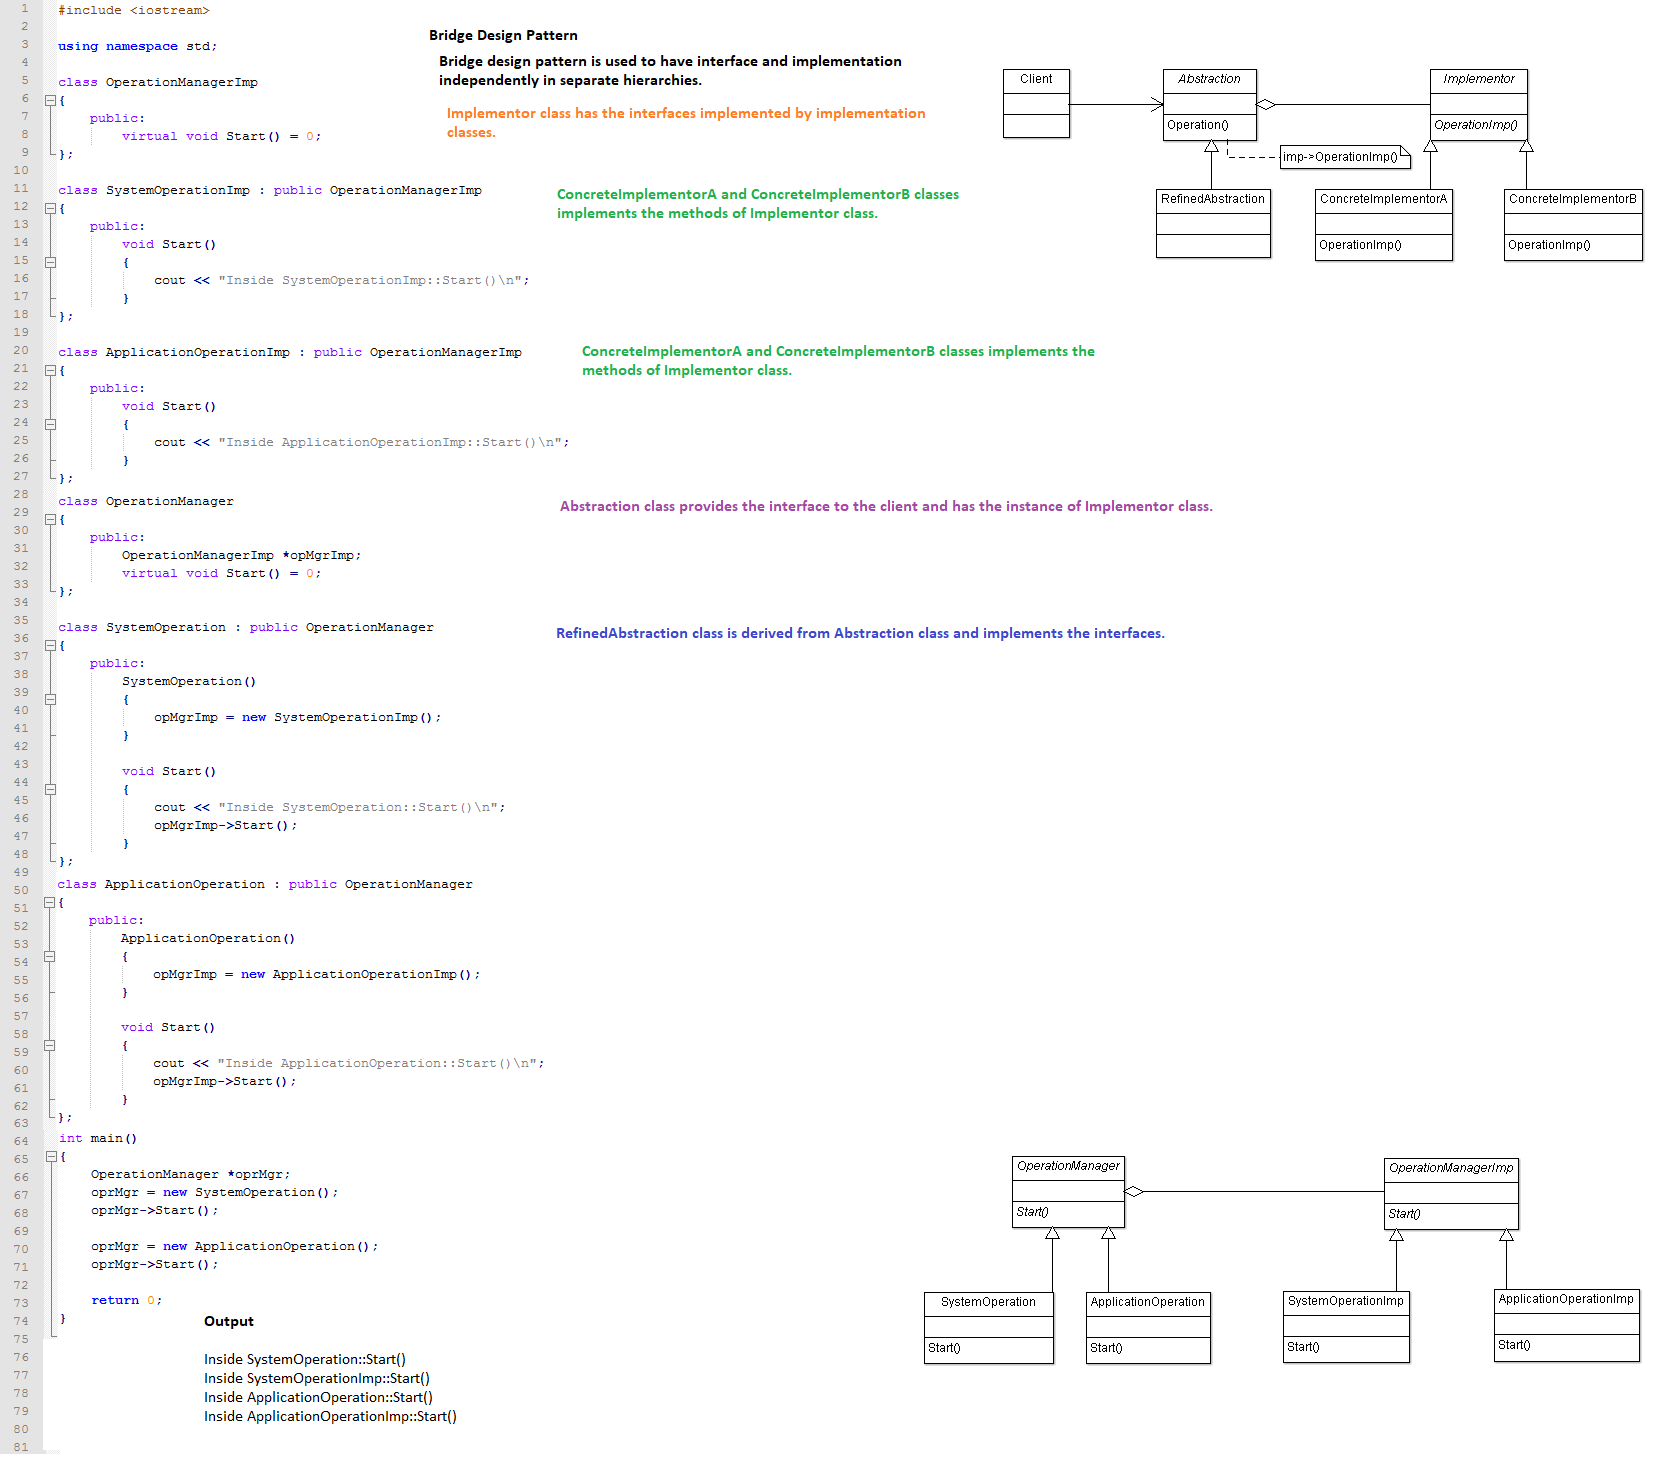 1 #include <iostream>
2
3 using namespace std;
4
5 class OperationManagerImp
6 {
7 public:
8 virtual void Start() = 0;
9 };
10
11 class SystemOperationImp : public OperationManagerImp
12 {
13 public:
14 void Start()
15 {
16 cout << "Inside SystemOperationImp::Start()\n";
17 }
18 };
19
20 class ApplicationOperationImp : public OperationManagerImp
21 {
22 public:
23 void Start()
24 {
25 cout << "Inside ApplicationOperationImp::Start()\n";
26 }
27 };
28 class OperationManager
29 {
30 public:
31 OperationManagerImp *opMgrImp;
32 virtual void Start() = 0;
33 };
34
35 class SystemOperation : public OperationManager
36 {
37 public:
38 SystemOperation()
39 {
40 opMgrImp = new SystemOperationImp();
41 }
42
43 void Start()
44 {
45 cout << "Inside SystemOperation::Start()\n";
46 opMgrImp->Start();
47 }
48 };
49
50 class ApplicationOperation : public OperationManager
51 {
52 public:
53 ApplicationOperation()
54 {
55 opMgrImp = new ApplicationOperationImp();
56 }
57
58 void Start()
59 {
60 cout << "Inside ApplicationOperation::Start()\n";
61 opMgrImp->Start();
62 }
63 };
64 int main()
65 {
66 OperationManager *oprMgr;
67 oprMgr = new SystemOperation();
68 oprMgr->Start();
69
70 oprMgr = new ApplicationOperation();
71 oprMgr->Start();
72
73 return 0;
74 }
75
76
77
78
79
80
81
Output
Inside SystemOperation::Start()
Inside SystemOperationImp::Start()
Inside ApplicationOperation::Start()
Inside ApplicationOperationImp::Start()
Bridge Design Pattern
Bridge design pattern is used to have interface and implementation
independently in separate hierarchies.
Implementor class has the interfaces implemented by implementation
classes.
ConcreteImplementorA and ConcreteImplementorB classes
implements the methods of Implementor class.
ConcreteImplementorA and ConcreteImplementorB classes implements the
methods of Implementor class.
Abstraction class provides the interface to the client and has the instance of Implementor class.
RefinedAbstraction class is derived from Abstraction class and implements the interfaces.
Client
Abstraction
Operation()
Implementor
OperationImp()
imp->OperationImp()
RefinedAbstraction
ConcreteImplementorA
OperationImp()
ConcreteImplementorB
OperationImp()
OperationManager
Start()
OperationManagerImp
Start()
SystemOperation
Start()
ApplicationOperation
Start()
SystemOperationImp
Start()
ApplicationOperationImp
Start()